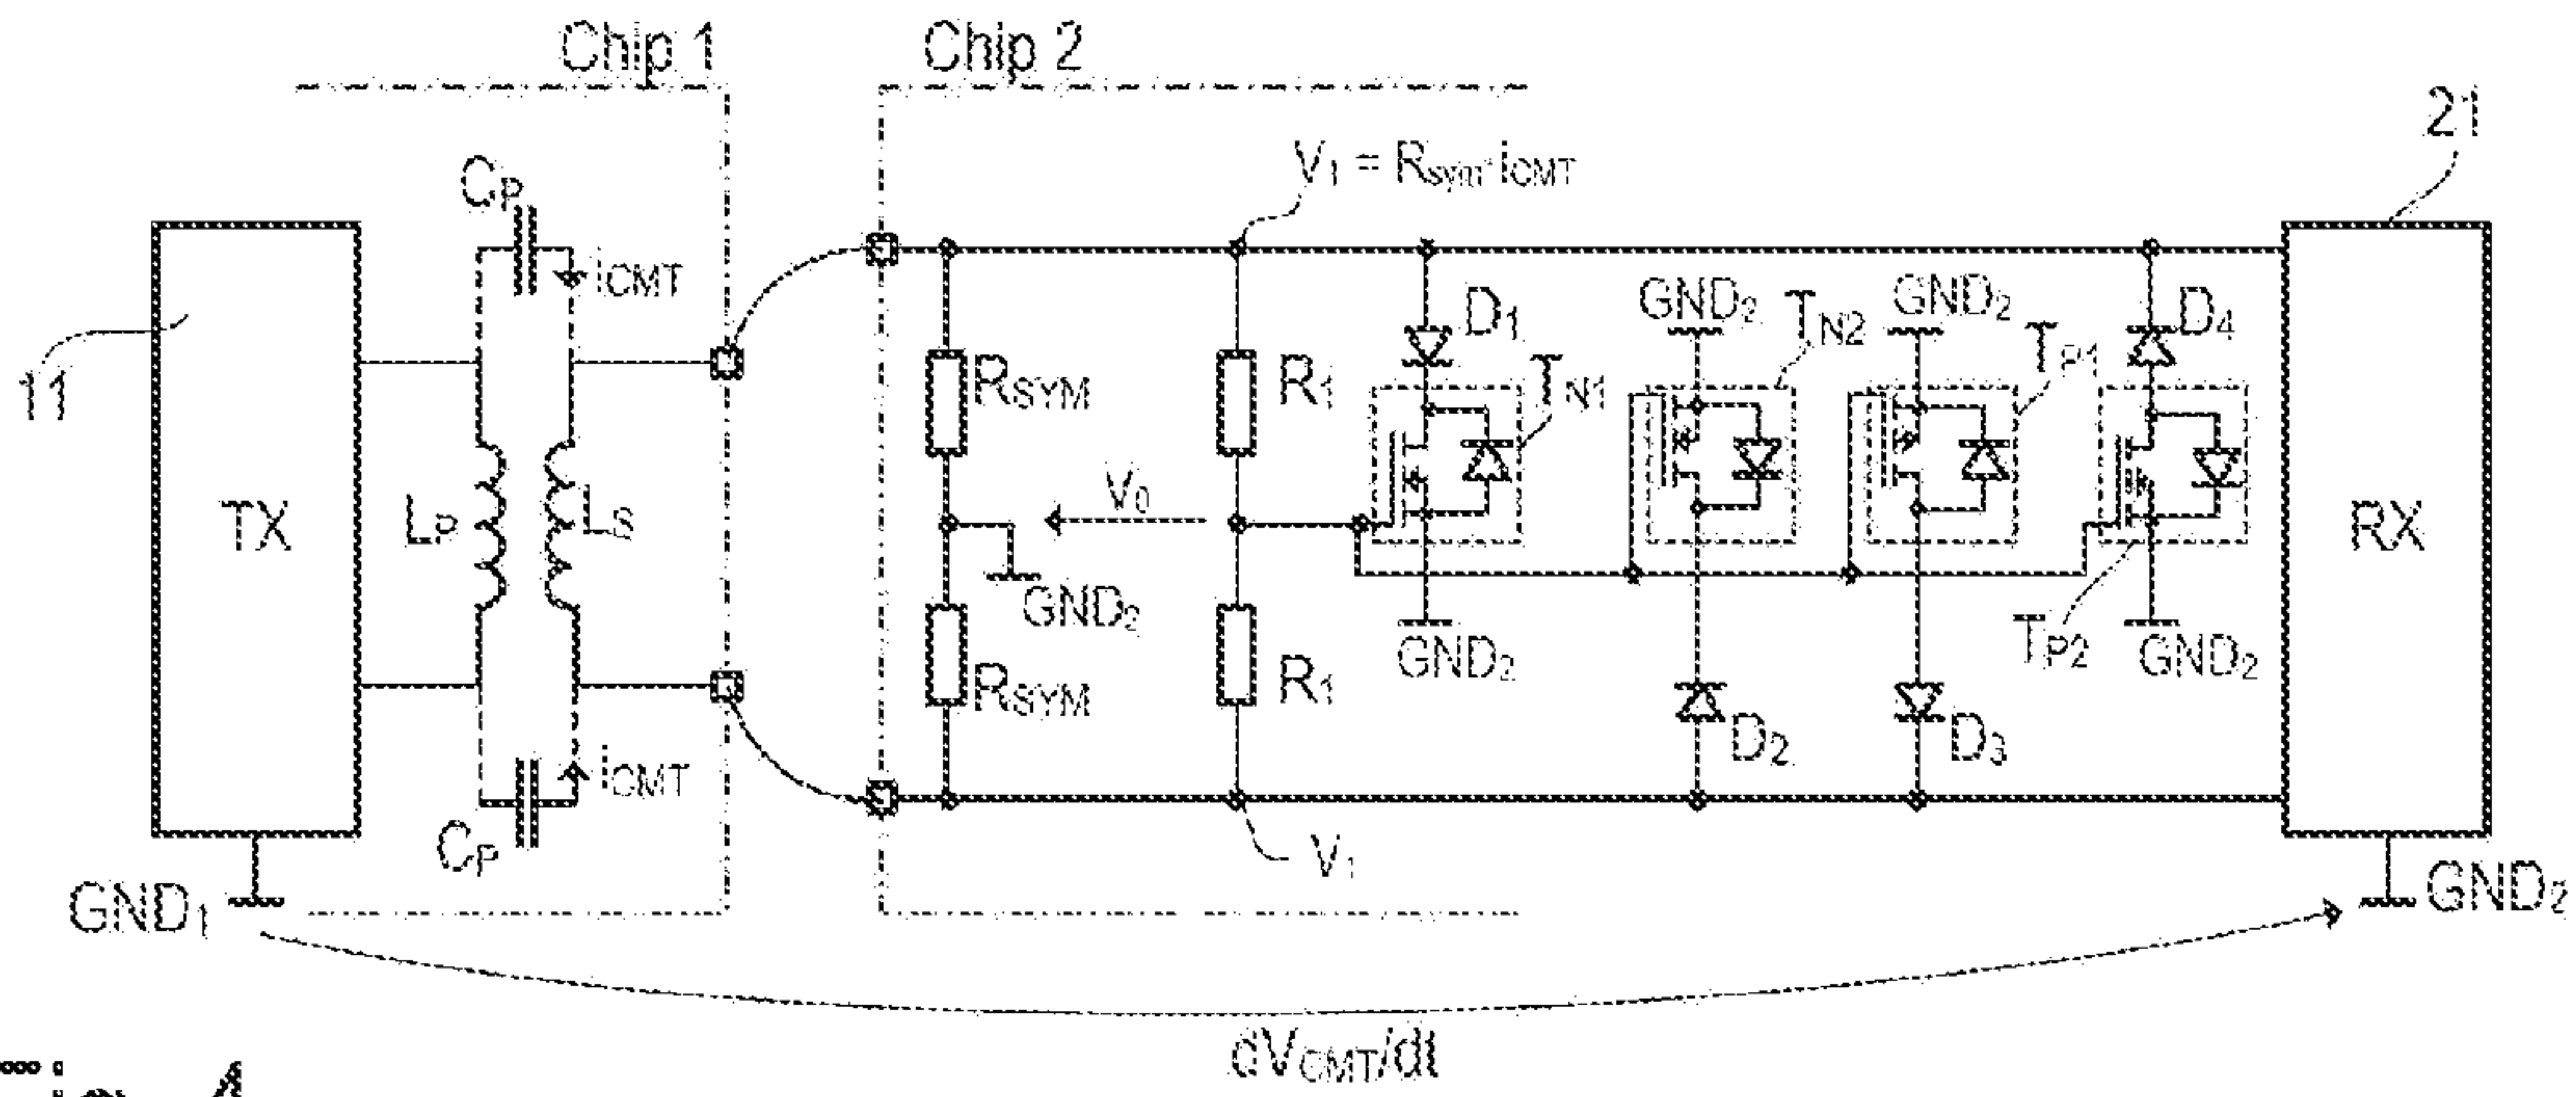 Chip 1
Chip 2
21
V1 = RSYM·iCMT
CP
iCMT
GND2
TN2
GND2
TP1
D1
D4
TN1
11
RSYM
R1
TX
LP
LS
V0
RX
GND2
RSYM
R1
GND2
TP2
GND2
D2
D3
iCMT
CP
V1
GND1
GND2
dVCMT/dt